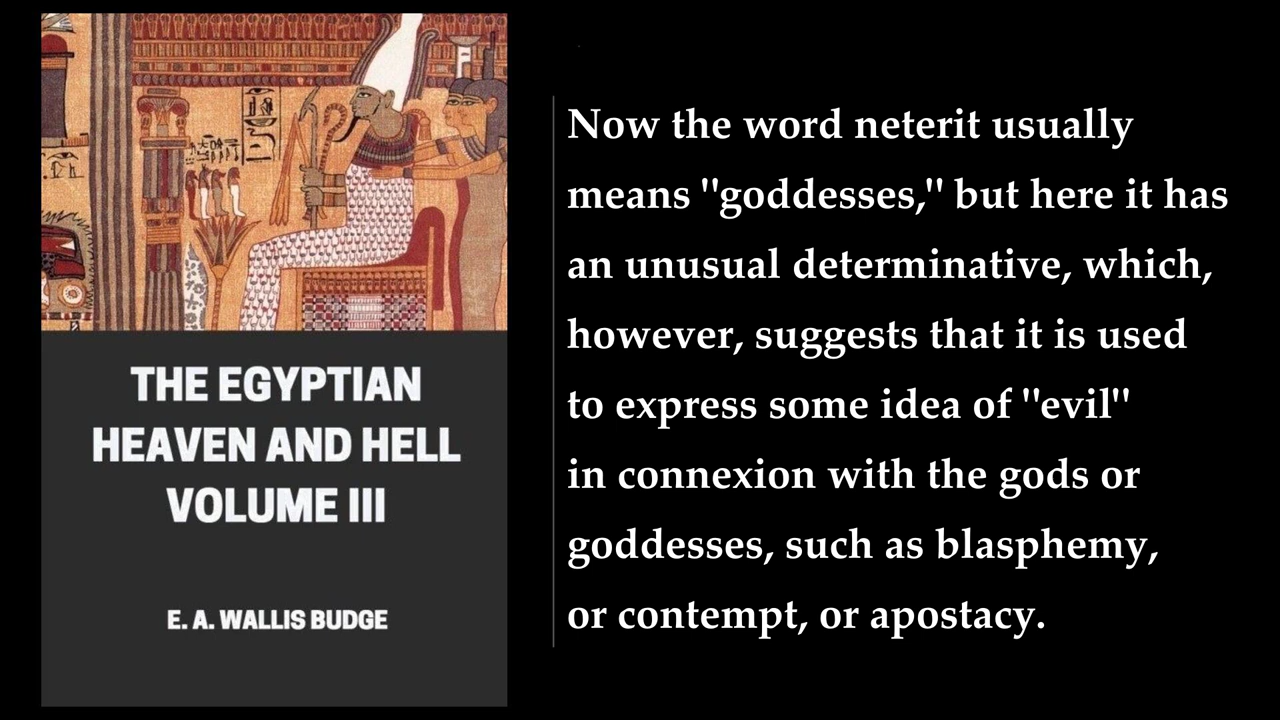 THE EGYPTIAN
HEAVEN AND HELL
VOLUME III
E. A. WALLIS BUDGE
Now the word neterit usually
means "goddesses," but here it has
an unusual determinative, which,
however, suggests that it is used
to express some idea of "evil"
in connexion with the gods or
goddesses, such as blasphemy,
or contempt, or apostacy.